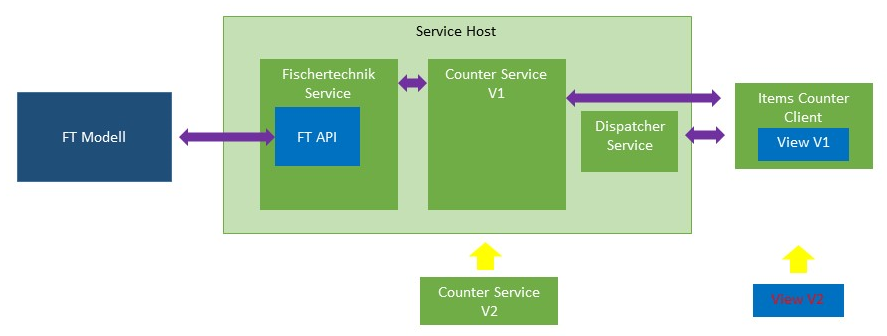 Service Host
Fischertechnik
Service
Counter Service
V1
FT Modell
FT API
Dispatcher
Service
Items Counter
Client
View V1
Counter Service
V2
View V2